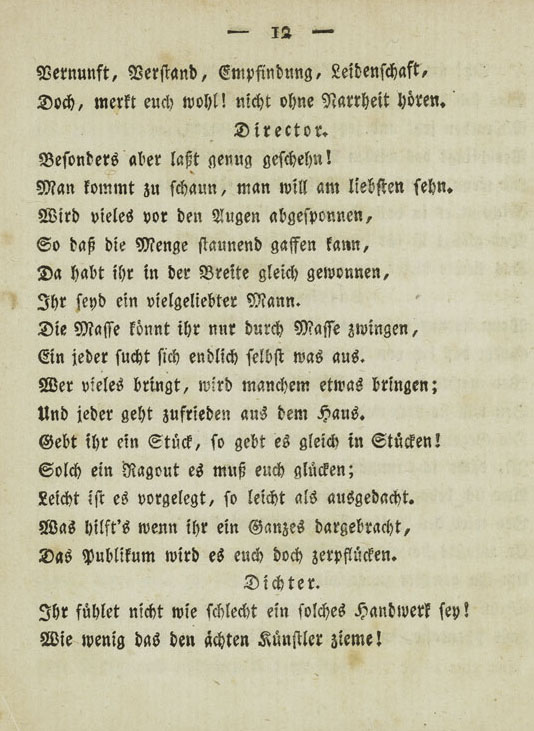 — 12 —
Vernunft, Verstand, Empfindung, Leidenschaft,
Doch, merkt euch wohl! nicht ohne Narrheit hören.
Director.
Besonders aber laßt genug geschehn!
Man kommt zu schaun, man will am liebsten sehn.
Wird vieles vor den Augen abgesponnen,
So daß die Menge staunend gaffen kann,
Da habt ihr in der Breite gleich gewonnen,
Ihr seyd ein vielgeliebter Mann.
Die Masse könnt ihr nur durch Masse zwingen,
Ein jeder sucht sich endlich selbst was aus.
Wer vieles bringt, wird manchem etwas bringen;
Und jeder geht zufrieden aus dem Haus.
Gebt ihr ein Stück, so gebt es gleich in Stücken!
Solch ein Ragout es muß euch glücken;
Leicht ist es vorgelegt, so leicht als ausgedacht.
Was hilft's wenn ihr ein Ganzes dargebracht,
Das Publikum wird es euch doch zerpflücken.
Dichter.
Ihr fühlet nicht wie schlecht ein solches Handwerk sey!
Wie wenig das den ächten Künstler zieme!